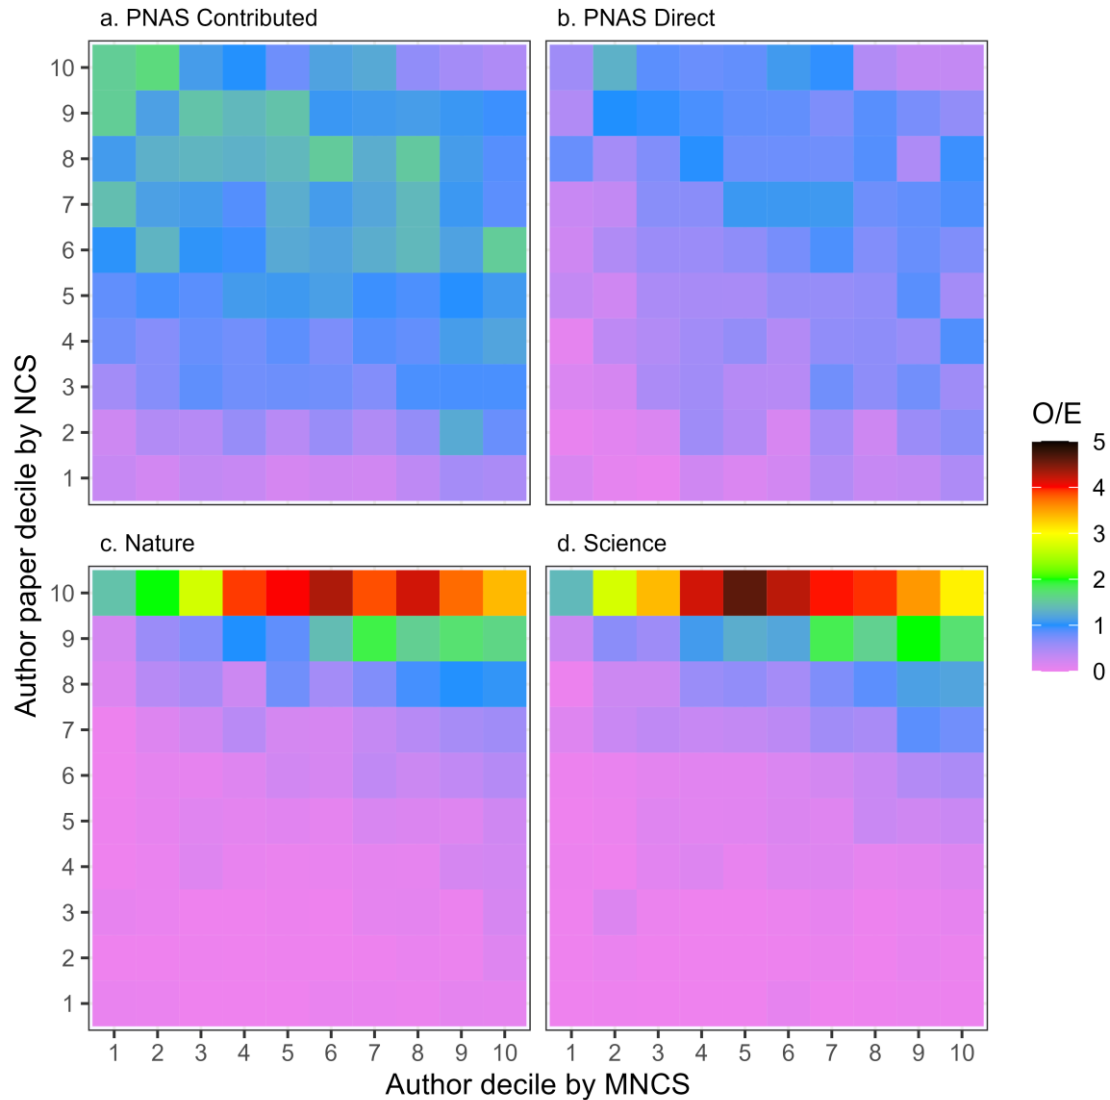 a. PNAS Contributed
b. PNAS Direct
10
9
8
7
6
5
4
3
2
1
c. Nature
d. Science
10
9
8
7
6
5
4
3
2
1
1 2 3 4 5 6 7 8 9 10
1 2 3 4 5 6 7 8 9 10
Author decile by MNCS
Author paper decile by NCS
O/E
5
4
3
2
1
0